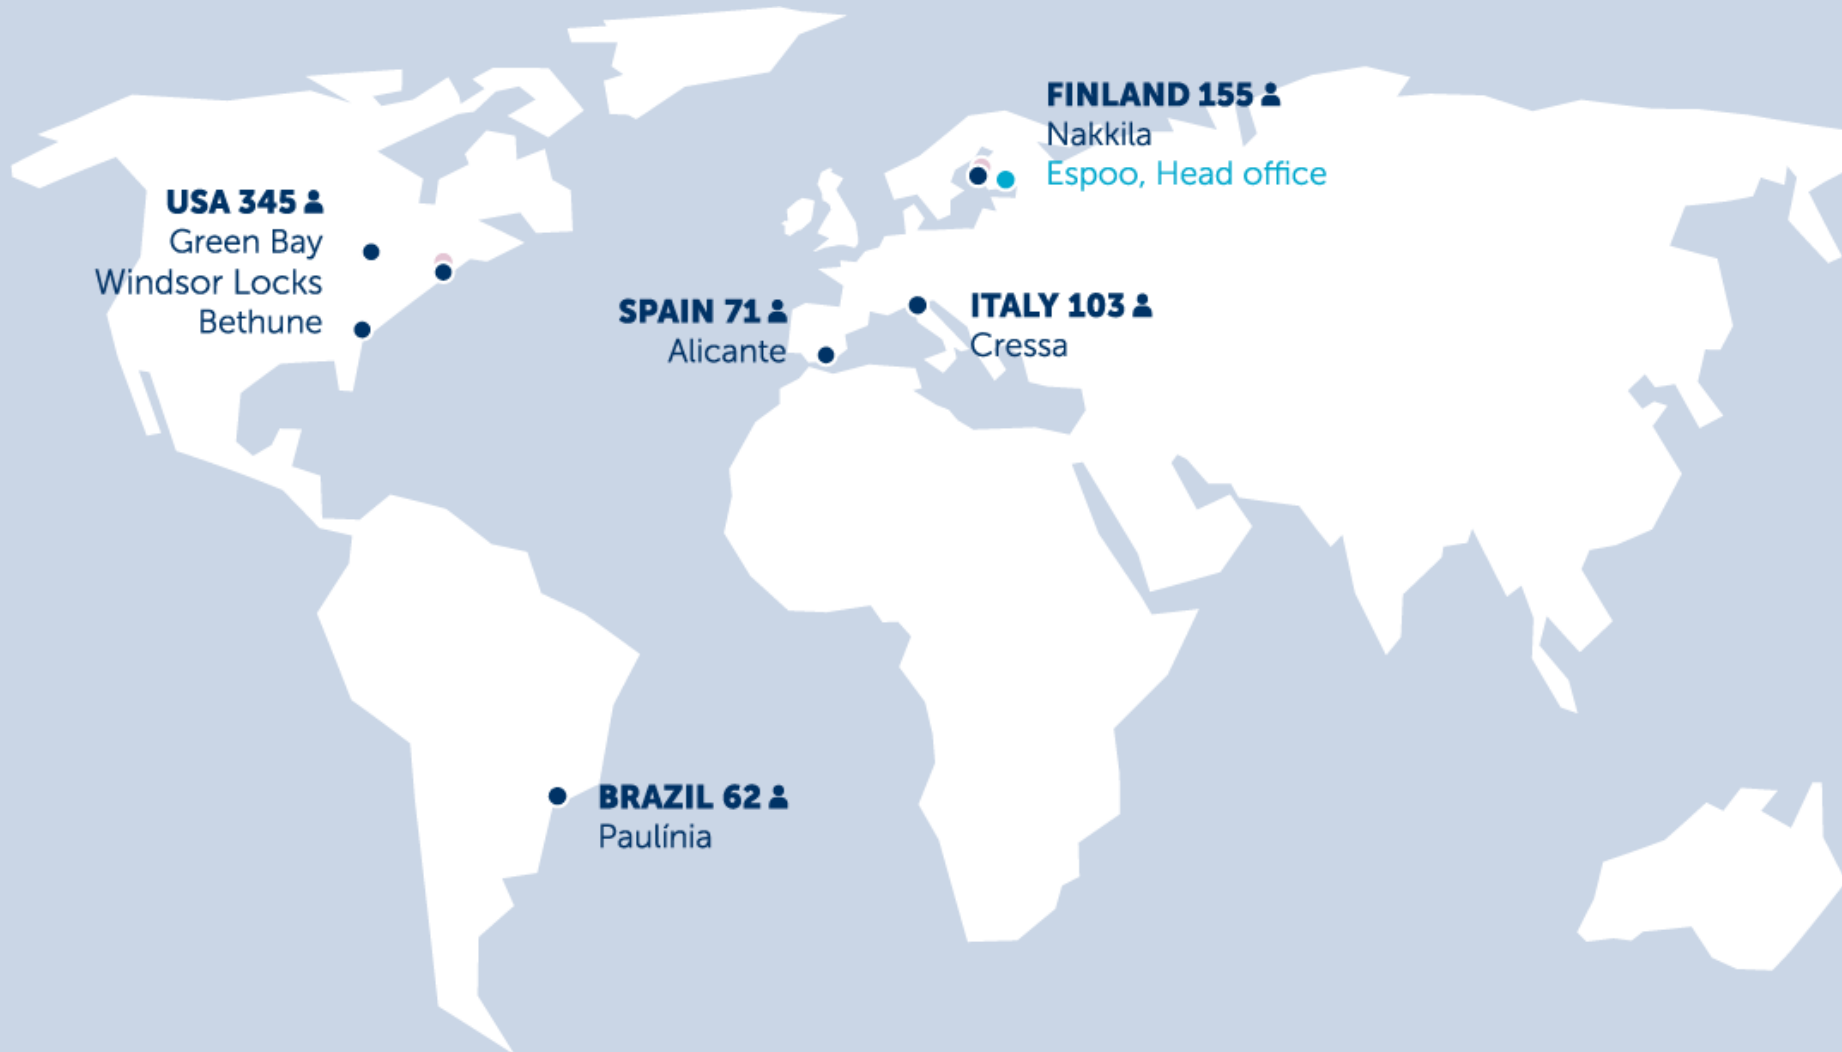 FINLAND 155
Nakkila
Espoo, Head office
USA 345
Green Bay
Windsor Locks
Bethune
SPAIN 71
Alicante
ITALY 103
Cressa
BRAZIL 62
Paulínia